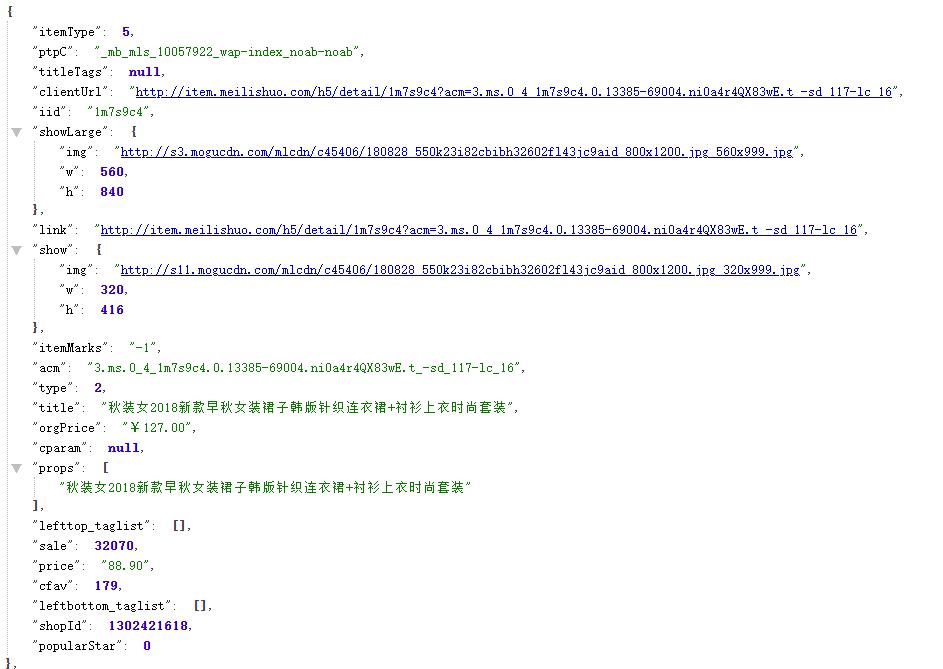 {
"itemType": 5,
"ptpC": "_mb_mls_10057922_wap-index_noab-noab",
"titleTags": null,
"clientUrl": "http://item.meilishuo.com/h5/detail/1m7s9c4?acm=3.ms.0_4_1m7s9c4.0.13385-69004.ni0a4r4QX83wE.t_-sd_117-lc_16",
"iid": "1m7s9c4",
"showLarge": {
"img": "http://s3.mogucdn.com/mlcdn/c45406/180828_550k23i82cbibh32602fl43jc9aid_800x1200.jpg_560x999.jpg",
"w": 560,
"h": 840
},
"link": "http://item.meilishuo.com/h5/detail/1m7s9c4?acm=3.ms.0_4_1m7s9c4.0.13385-69004.ni0a4r4QX83wE.t_-sd_117-lc_16",
"show": {
"img": "http://s11.mogucdn.com/mlcdn/c45406/180828_550k23i82cbibh32602fl43jc9aid_800x1200.jpg_320x999.jpg",
"w": 320,
"h": 416
},
"itemMarks": "-1",
"acm": "3.ms.0_4_1m7s9c4.0.13385-69004.ni0a4r4QX83wE.t_-sd_117-lc_16",
"type": 2,
"title": "秋装女2018新款早秋女装裙子韩版针织连衣裙+衬衫上衣时尚套装",
"orgPrice": "￥127.00",
"cparam": null,
"props": [
"秋装女2018新款早秋女装裙子韩版针织连衣裙+衬衫上衣时尚套装"
],
"lefttop_taglist": [],
"sale": 32070,
"price": "88.90",
"cfav": 179,
"leftbottom_taglist": [],
"shopId": 1302421618,
"popularStar": 0
},